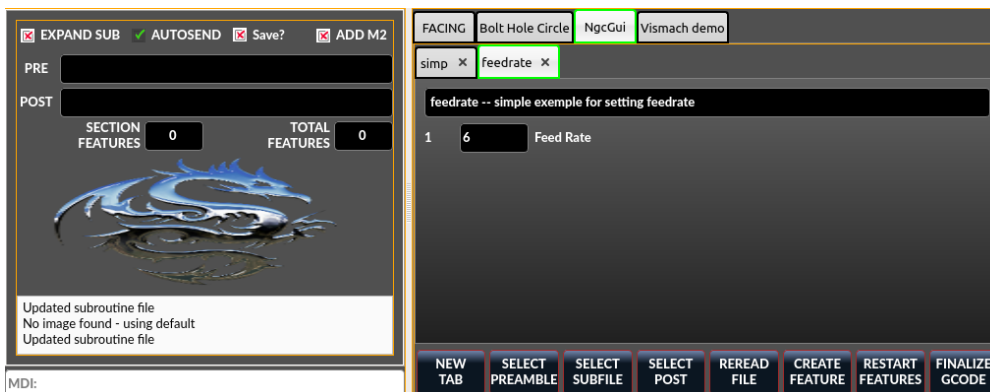 EXPAND SUB AUTOSEND Save? ADD M2
PRE
POST
SECTION FEATURES 0 TOTAL FEATURES 0
Updated subroutine file
No image found - using default
Updated subroutine file
MDI:
FACING Bolt Hole Circle NgcGui Vismach demo
simp × feedrate ×
feedrate -- simple exemple for setting feedrate
1 6 Feed Rate
NEW TAB SELECT PREAMBLE SELECT SUBFILE SELECT POST REREAD FILE CREATE FEATURE RESTART FEATURES FINALIZE GCODE